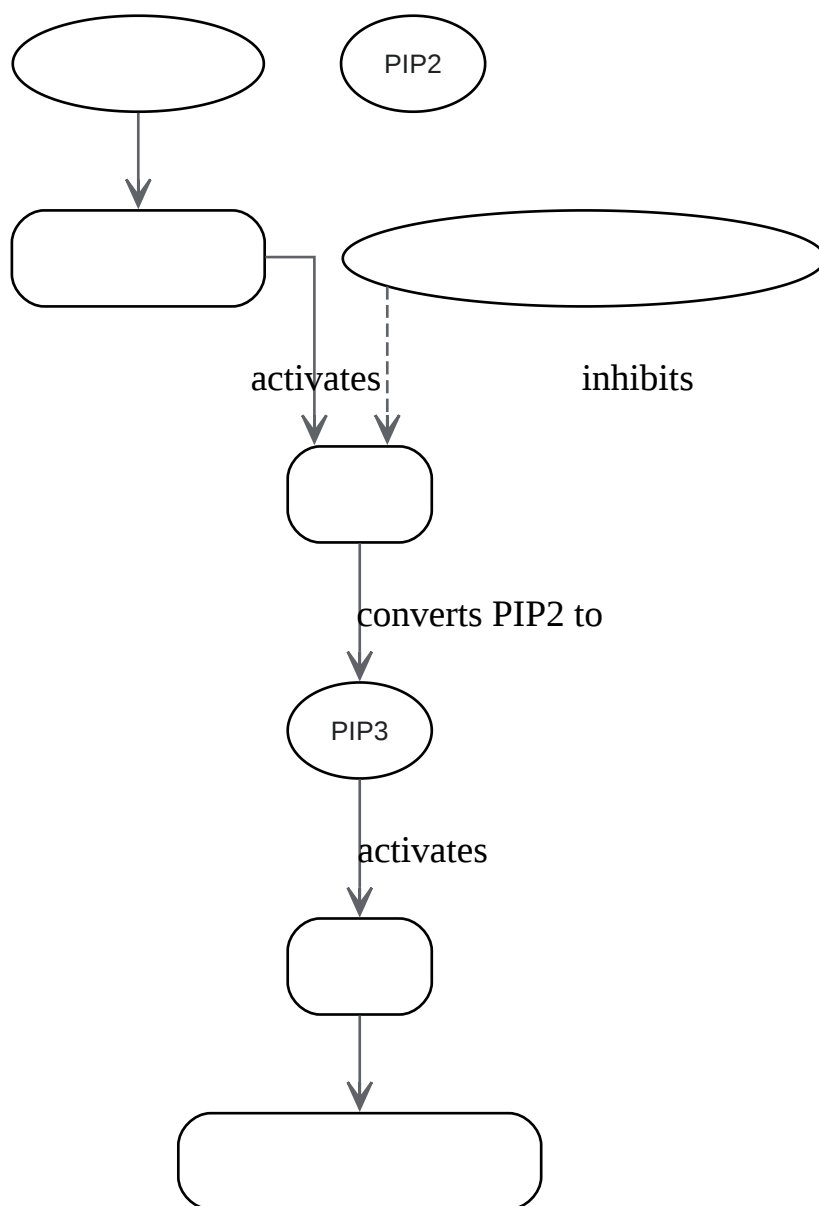 PIP2
activates
inhibits
converts PIP2 to
PIP3
activates